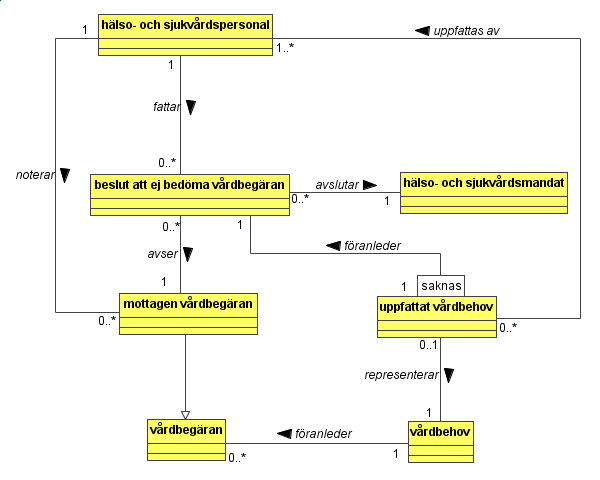 hälso- och sjukvårdspersonal
1
uppfattas av
1..*
1
fattar
noterar
0..*
beslut att ej bedöma vårdbegäran
avslutar
hälso- och sjukvårdsmandat
0..*
1
0..*
1
avser
föranleder
1
1
saknas
mottagen vårdbegäran
uppfattat vårdbehov
0..*
0..*
0..1
representerar
1
vårdbegäran
föranleder
vårdbehov
0..*
1